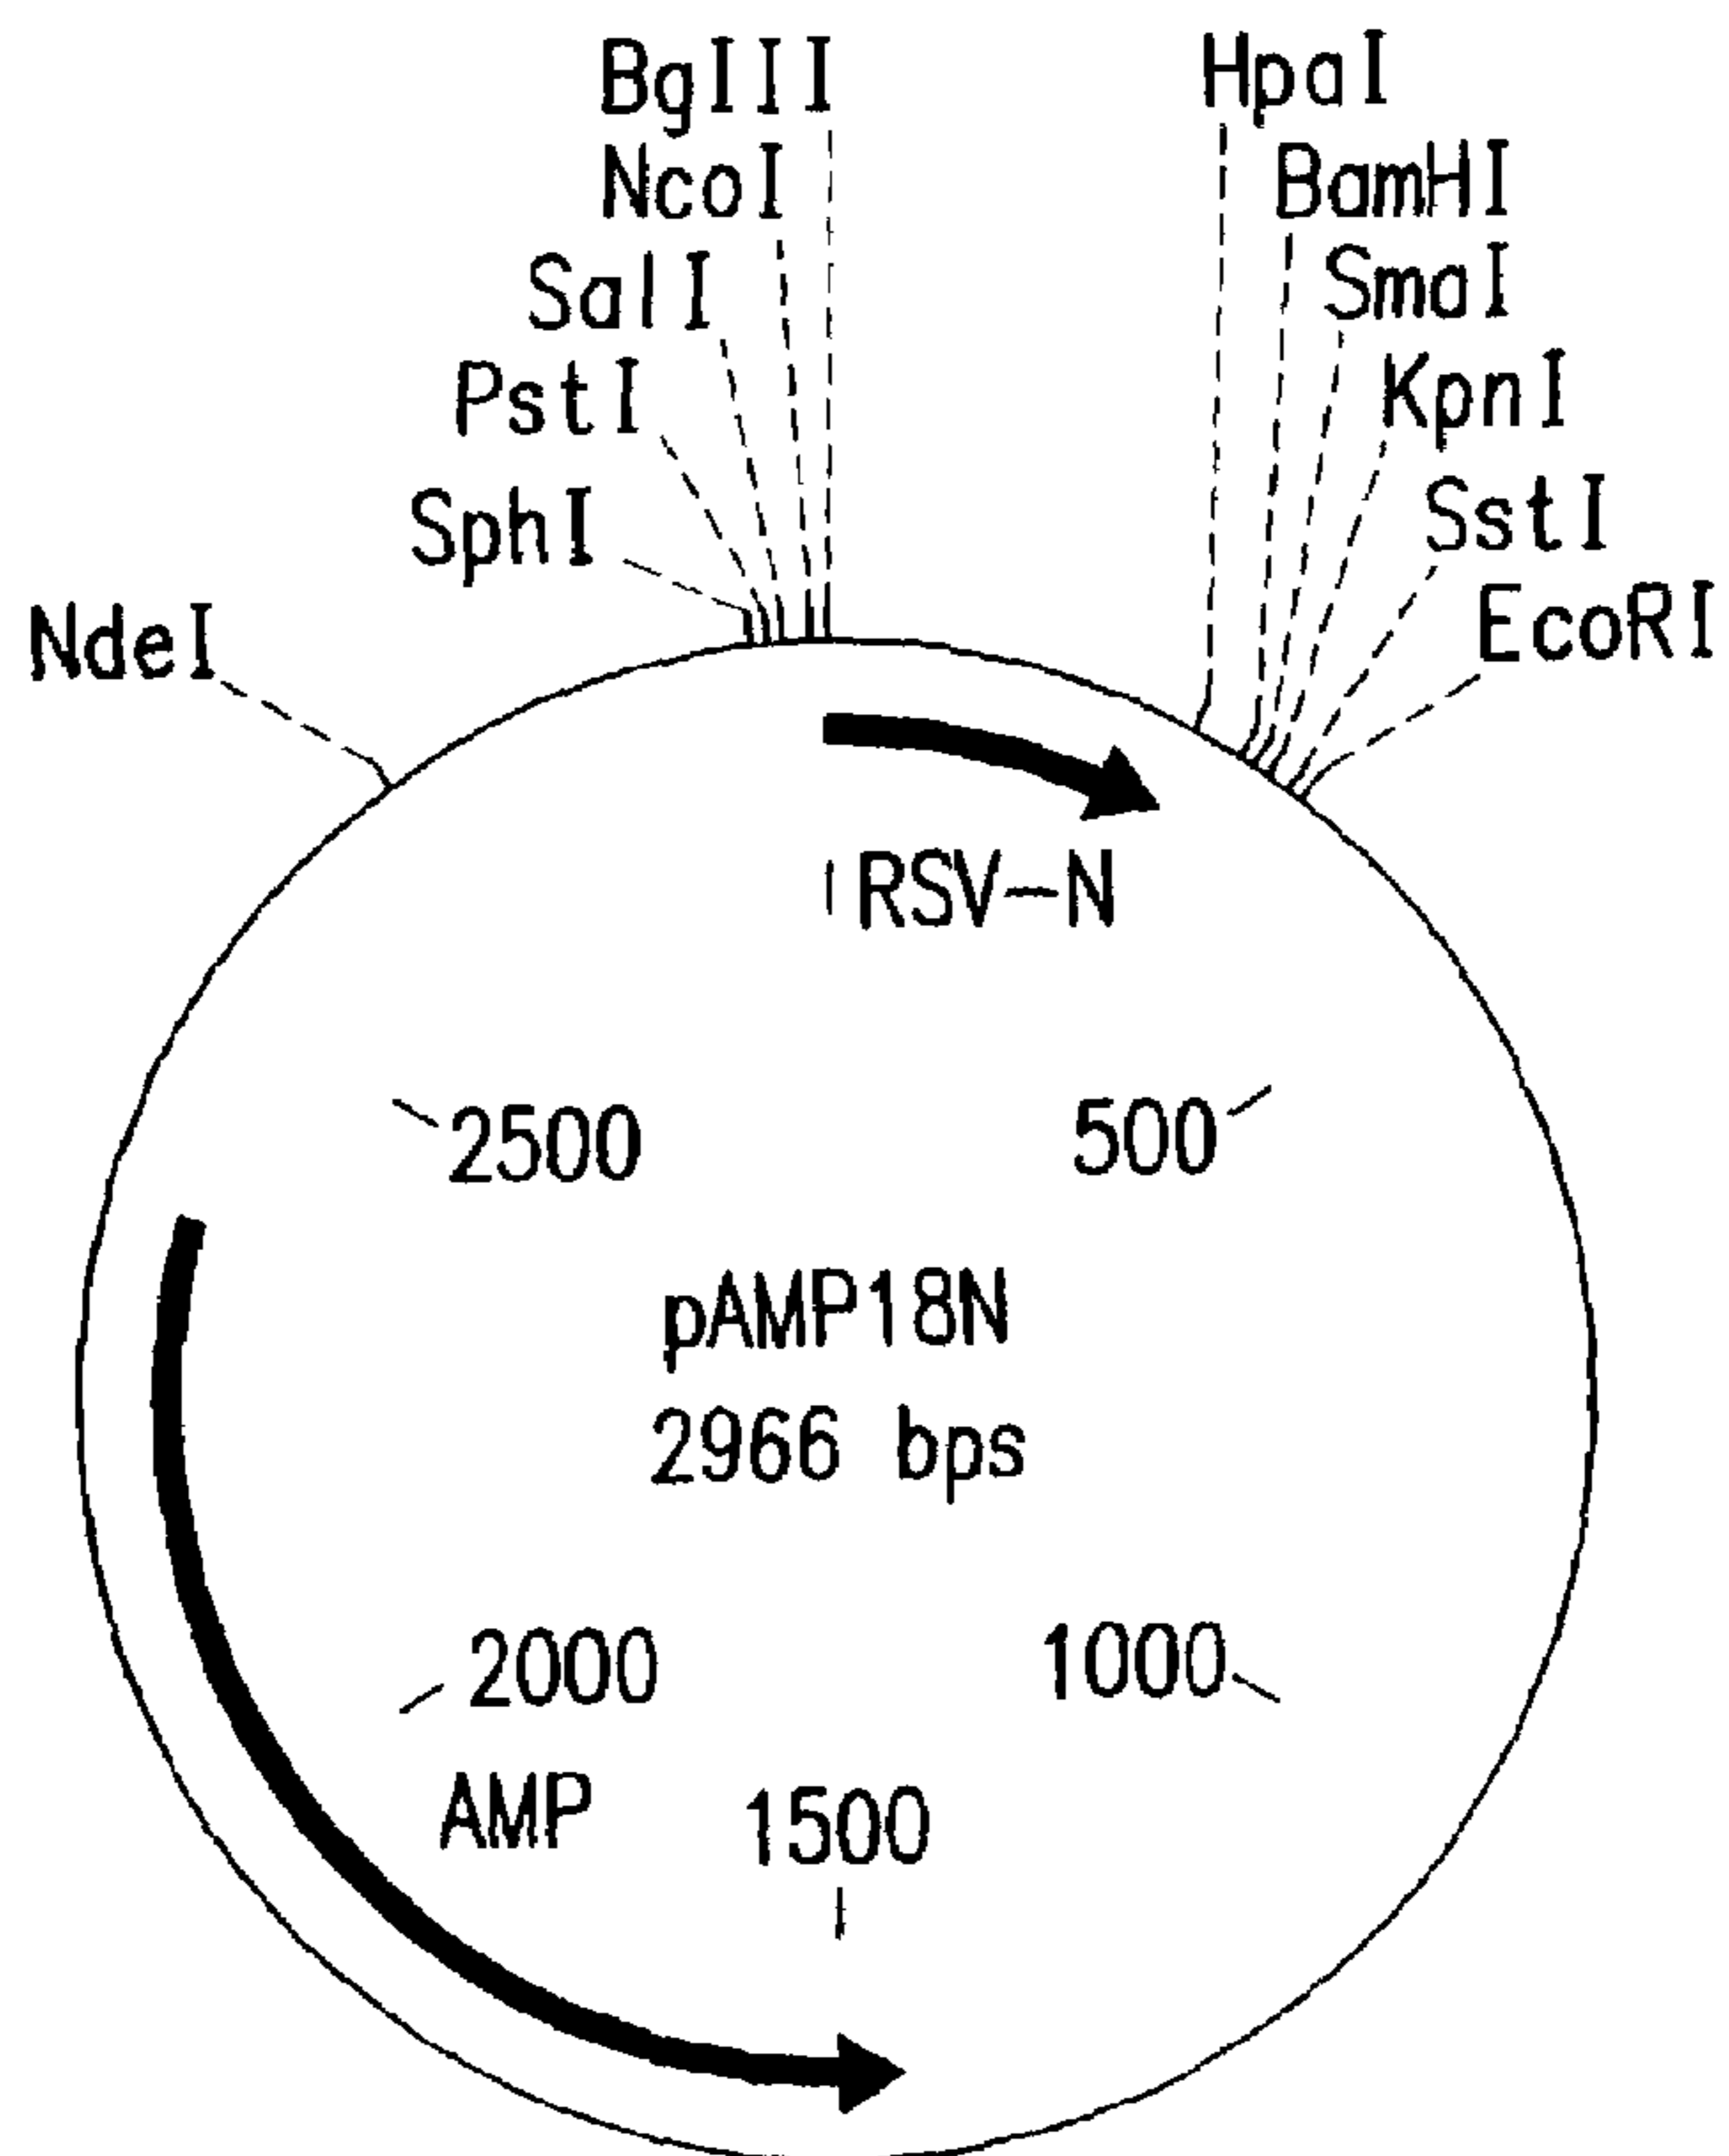 BglII
HpaI
NcoI
BamHI
SalI
SmaI
PstI
KpnI
SphI
SstI
NdeI
EcoRI
1 RSV-N
2500
500
pAMP18N
2966 bps
2000
1000
AMP
1500